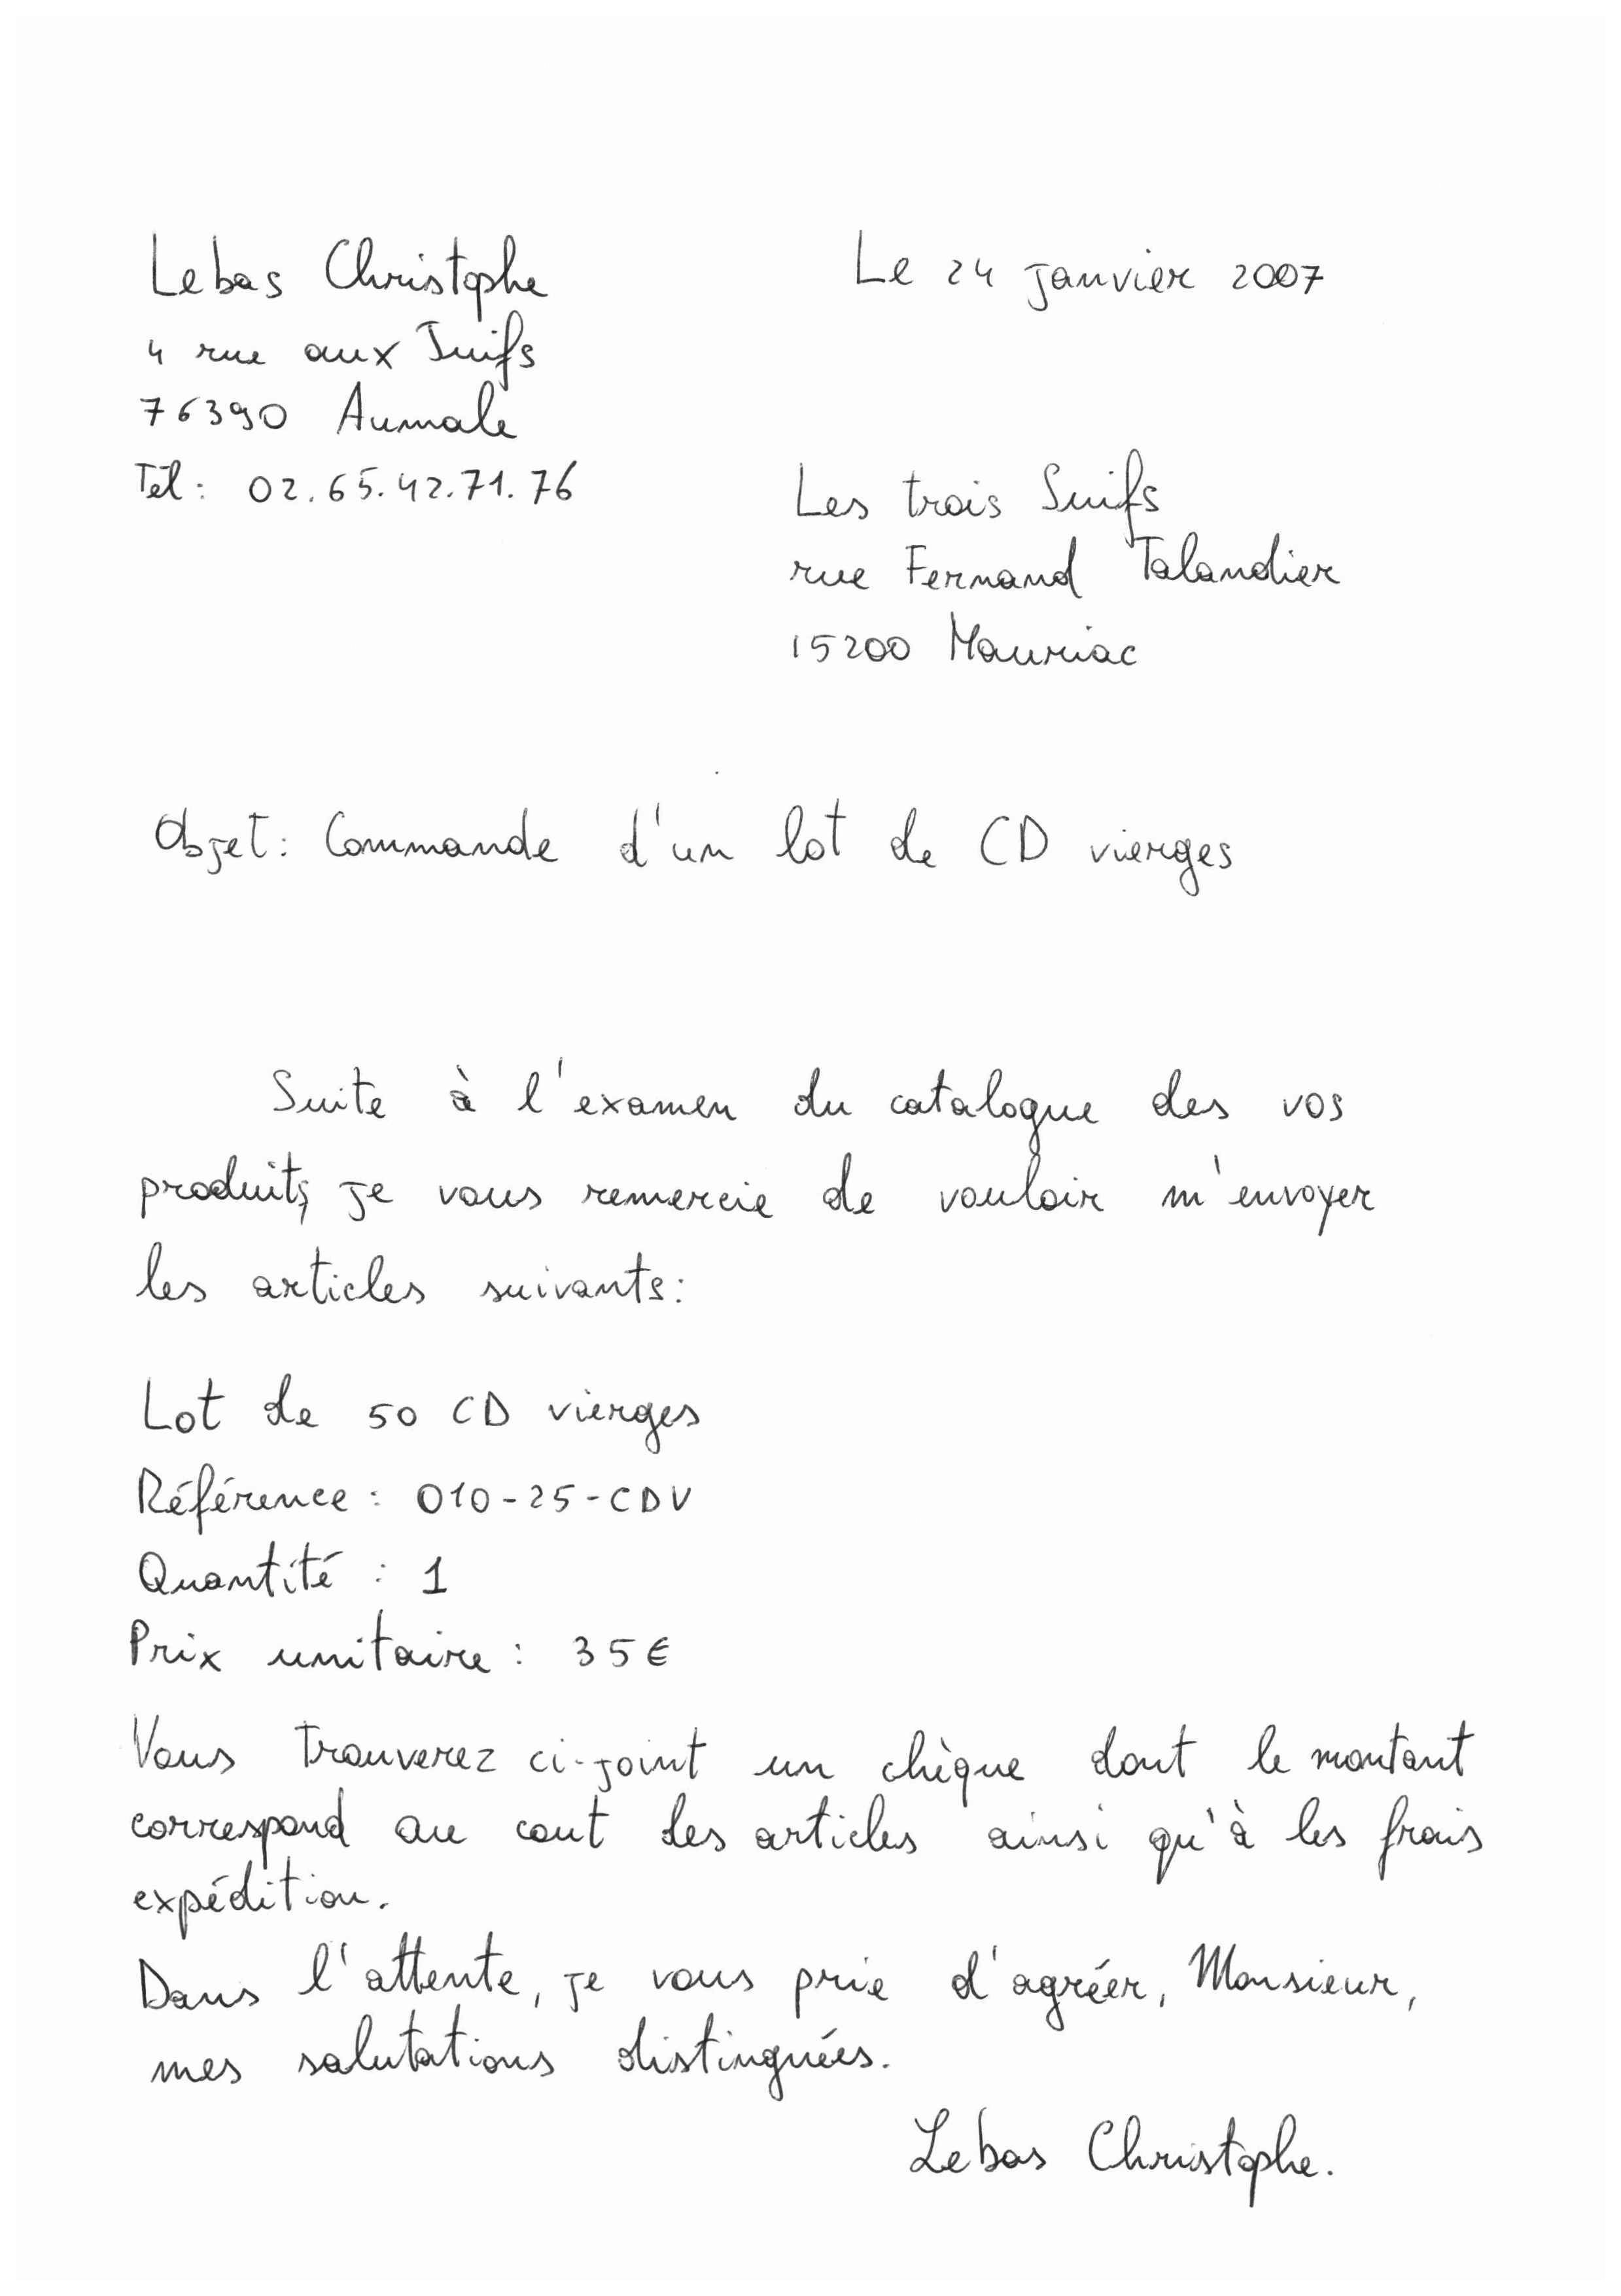 Lebas Christophe
Le 24 janvier 2007
4 rue aux Juifs
76390 Aumale
Tél: 02.65.42.71.76
Les trois Suifs
rue Fernand Talandier
15200 Mauriac
Objet: Commande d'un lot de CD vierges
Suite à l'examen du catalogue des vos
produits, je vous remercie de vouloir m'envoyer
les articles suivants:
Lot de 50 CD vierges
Référence: 010-25-CDV
Quantité : 1
Prix unitaire : 35€
Vous trouverez ci-joint un chèque dont le montant
correspond au cout des articles ainsi qu'à les frais
expédition.
Dans l'attente, je vous prie d'agréer, Monsieur,
mes salutations distinguées.
Lebas Christophe.